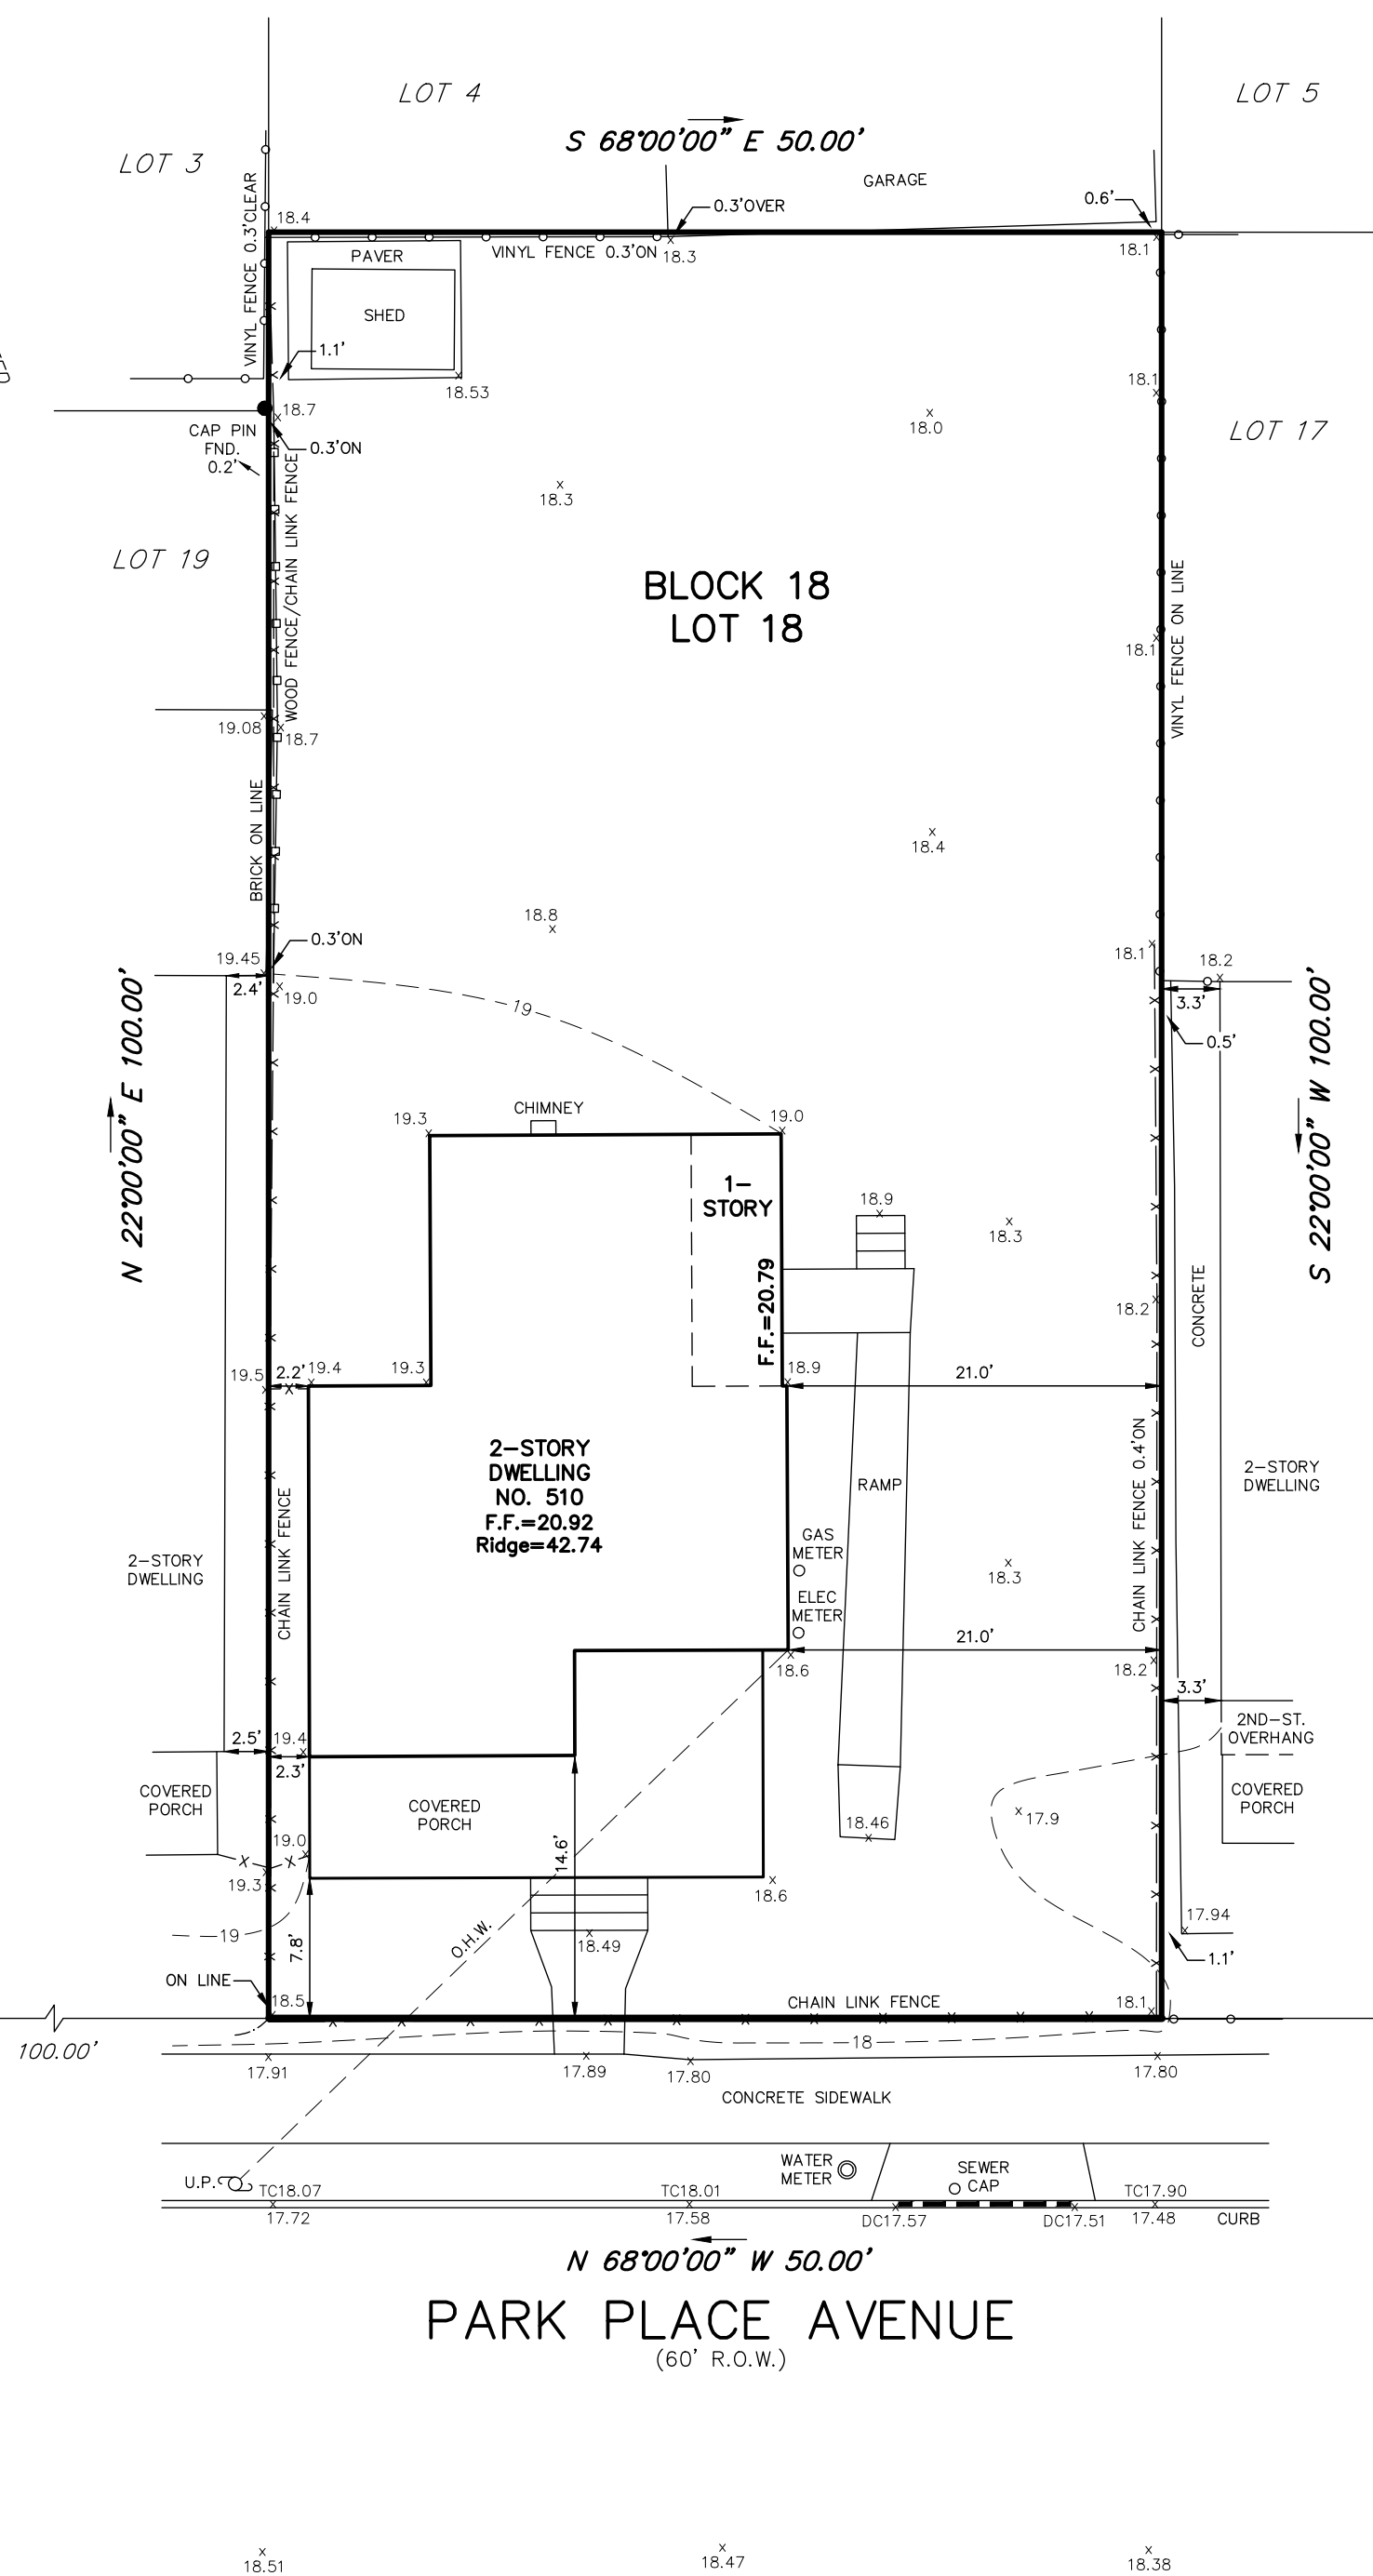 LOT 4
LOT 5
S 68°00'00" E 50.00'
LOT 3
GARAGE
0.6'
0.3'OVER
VINYL FENCE 0.3'CLEAR
18.4
18.1
VINYL FENCE 0.3'ON
18.3
PAVER
SHED
1.1'
18.53
18.1
18.7
18.0
LOT 17
CAP PIN
FND.
0.2'
0.3'ON
WOOD FENCE/CHAIN LINK FENCE
18.3
LOT 19
BLOCK 18
LOT 18
VINYL FENCE ON LINE
18.1
19.08
18.7
BRICK ON LINE
18.4
18.8
0.3'ON
19.45
18.1
18.2
2.4'
19.0
19
3.3'
0.5'
N 22°00'00" E 100.00'
S 22°00'00" W 100.00'
CHIMNEY
19.3
19.0
1-
STORY
18.9
18.3
F.F.=20.79
CONCRETE
18.2
19.5
2.2'
19.4
19.3
18.9
21.0'
2-STORY
DWELLING
NO. 510
F.F.=20.92
Ridge=42.74
RAMP
CHAIN LINK FENCE 0.4'ON
2-STORY
DWELLING
CHAIN LINK FENCE
GAS
METER
18.3
2-STORY
DWELLING
ELEC
METER
21.0'
18.6
18.2
3.3'
2ND-ST.
OVERHANG
2.5'
19.4
2.3'
COVERED
PORCH
COVERED
PORCH
COVERED
PORCH
18.46
17.9
14.6'
19.0
19.3
18.6
17.94
19
7.8'
O.H.W.
18.49
1.1'
ON LINE
18.5
CHAIN LINK FENCE
18.1
18
100.00'
17.91
17.89
17.80
17.80
CONCRETE SIDEWALK
WATER
METER
SEWER
CAP
U.P.
TC18.07
TC18.01
TC17.90
17.72
17.58
DC17.57
DC17.51
17.48
CURB
N 68°00'00" W 50.00'
PARK PLACE AVENUE
(60' R.O.W.)
18.51
18.47
18.38